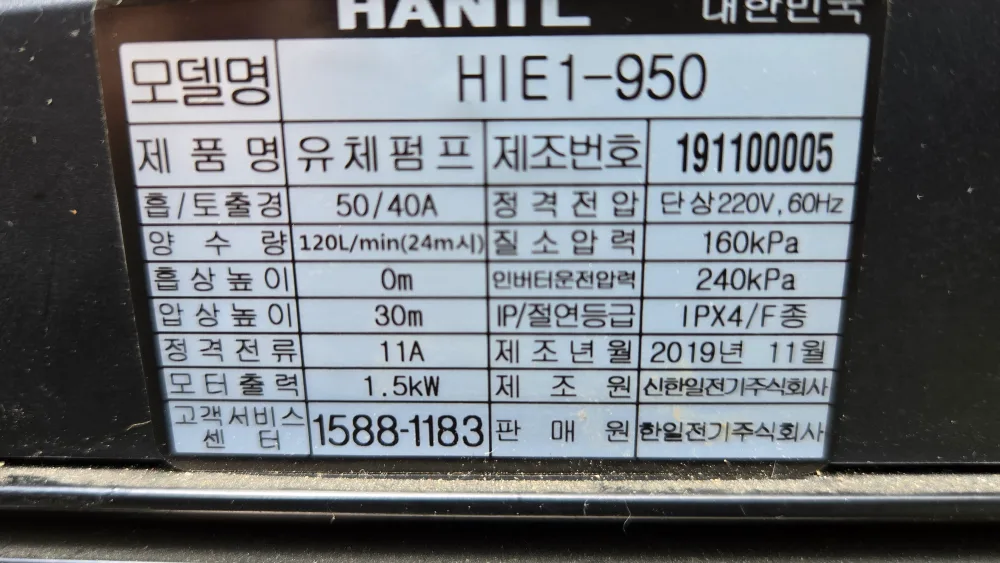 HANIL 대한민국
모델명 HIE1-950
제품명 유체펌프 제조번호 191100005
흡/토출경 50/40A 정격전압 단상220V, 60Hz
양수량 120L/min(24m시) 질소압력 160kPa
흡상높이 0m 인버터운전압력 240kPa
압상높이 30m IP/절연등급 IPX4/F종
정격전류 11A 제조년월 2019년 11월
모터출력 1.5kW 제조원 신한일전기주식회사
고객서비스센터 1588-1183 판매원 한일전기주식회사